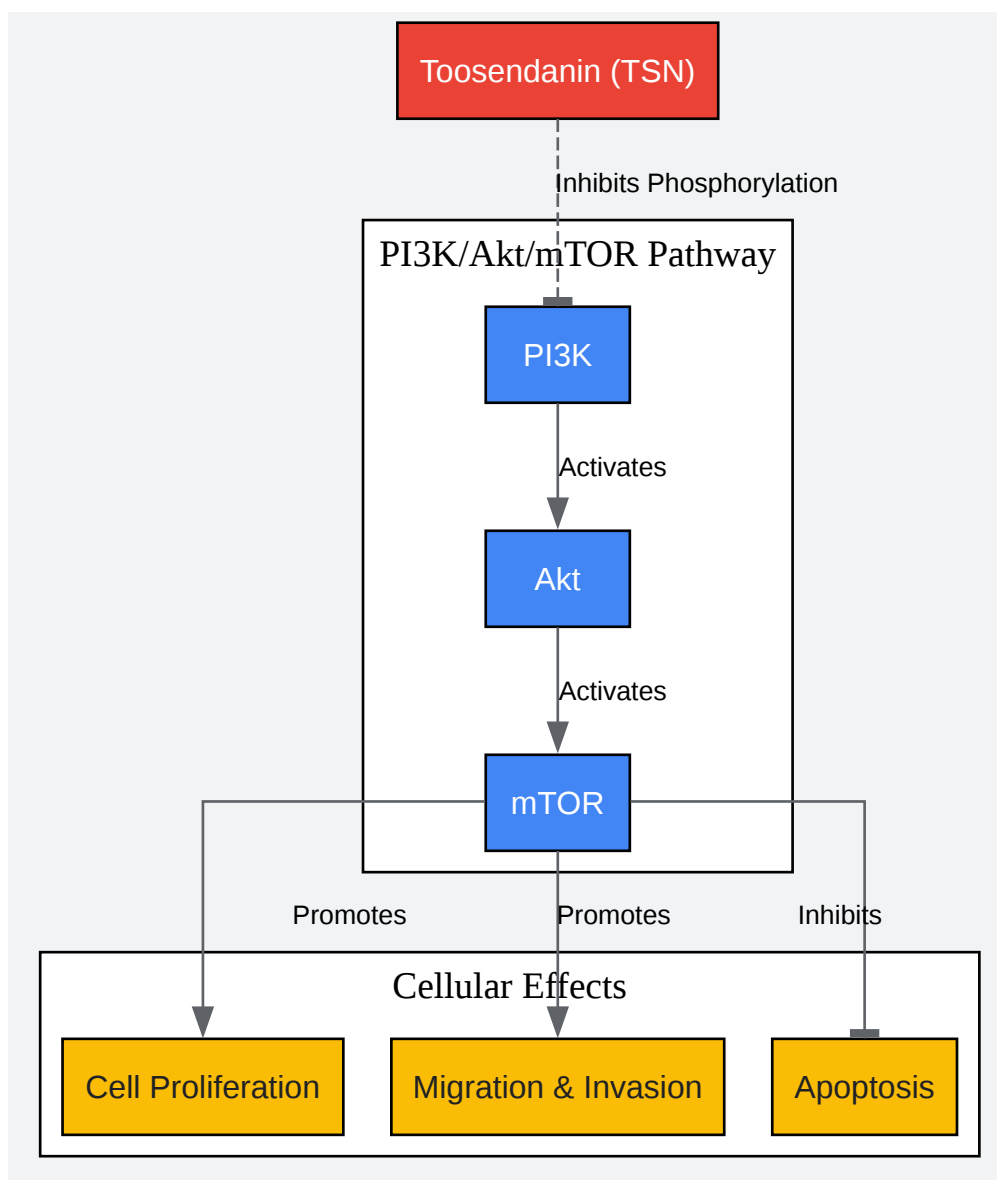 Toosendanin (TSN)
Inhibits Phosphorylation
PI3K/Akt/mTOR Pathway
PI3K
Activates
Akt
Activates
mTOR
Promotes
Promotes
Inhibits
Cellular Effects
Cell Proliferation
Migration & Invasion
Apoptosis